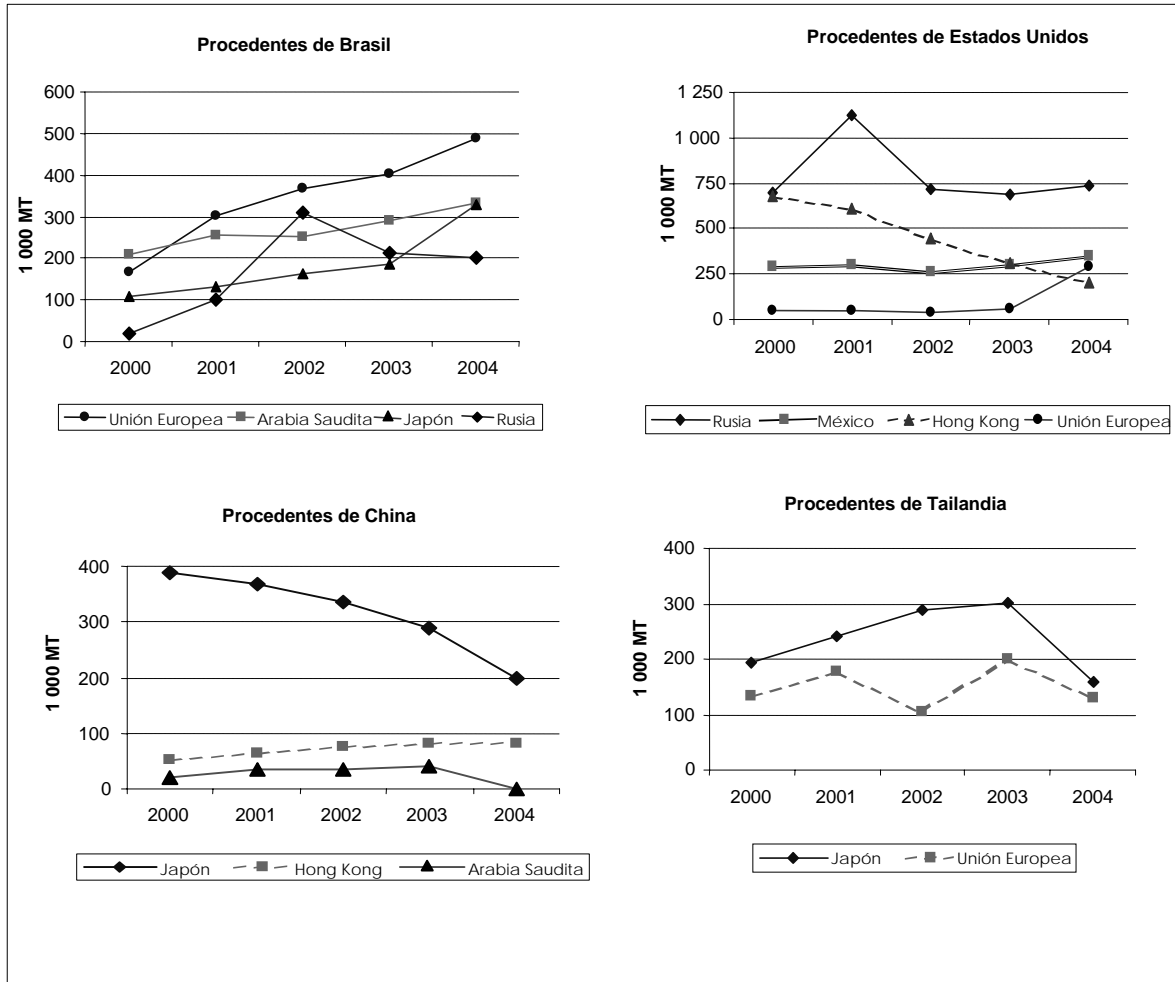 Procedentes de Brasil
1 000 MT
600
500
400
300
200
100
0
2000 2001 2002 2003 2004
Unión Europea Arabia Saudita Japón Rusia
Procedentes de Estados Unidos
1 000 MT
1 250
1 000
750
500
250
0
2000 2001 2002 2003 2004
Rusia México Hong Kong Unión Europea
Procedentes de China
1 000 MT
400
300
200
100
0
2000 2001 2002 2003 2004
Japón Hong Kong Arabia Saudita
Procedentes de Tailandia
1 000 MT
400
300
200
100
0
2000 2001 2002 2003 2004
Japón Unión Europea